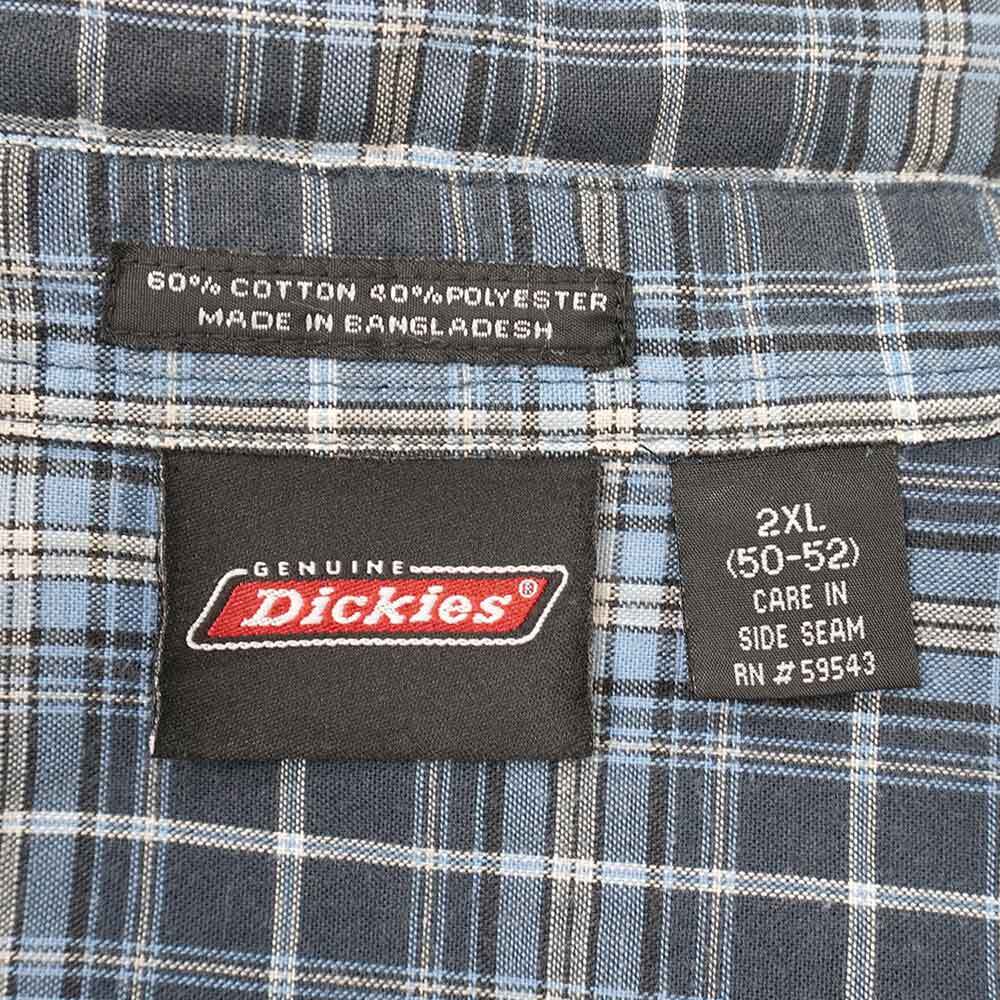 60% COTTON 40% POLYESTER
MADE IN BANGLADESH
GENUINE
Dickies®
2XL
(50-52)
CARE IN
SIDE SEAM
RN # 59543